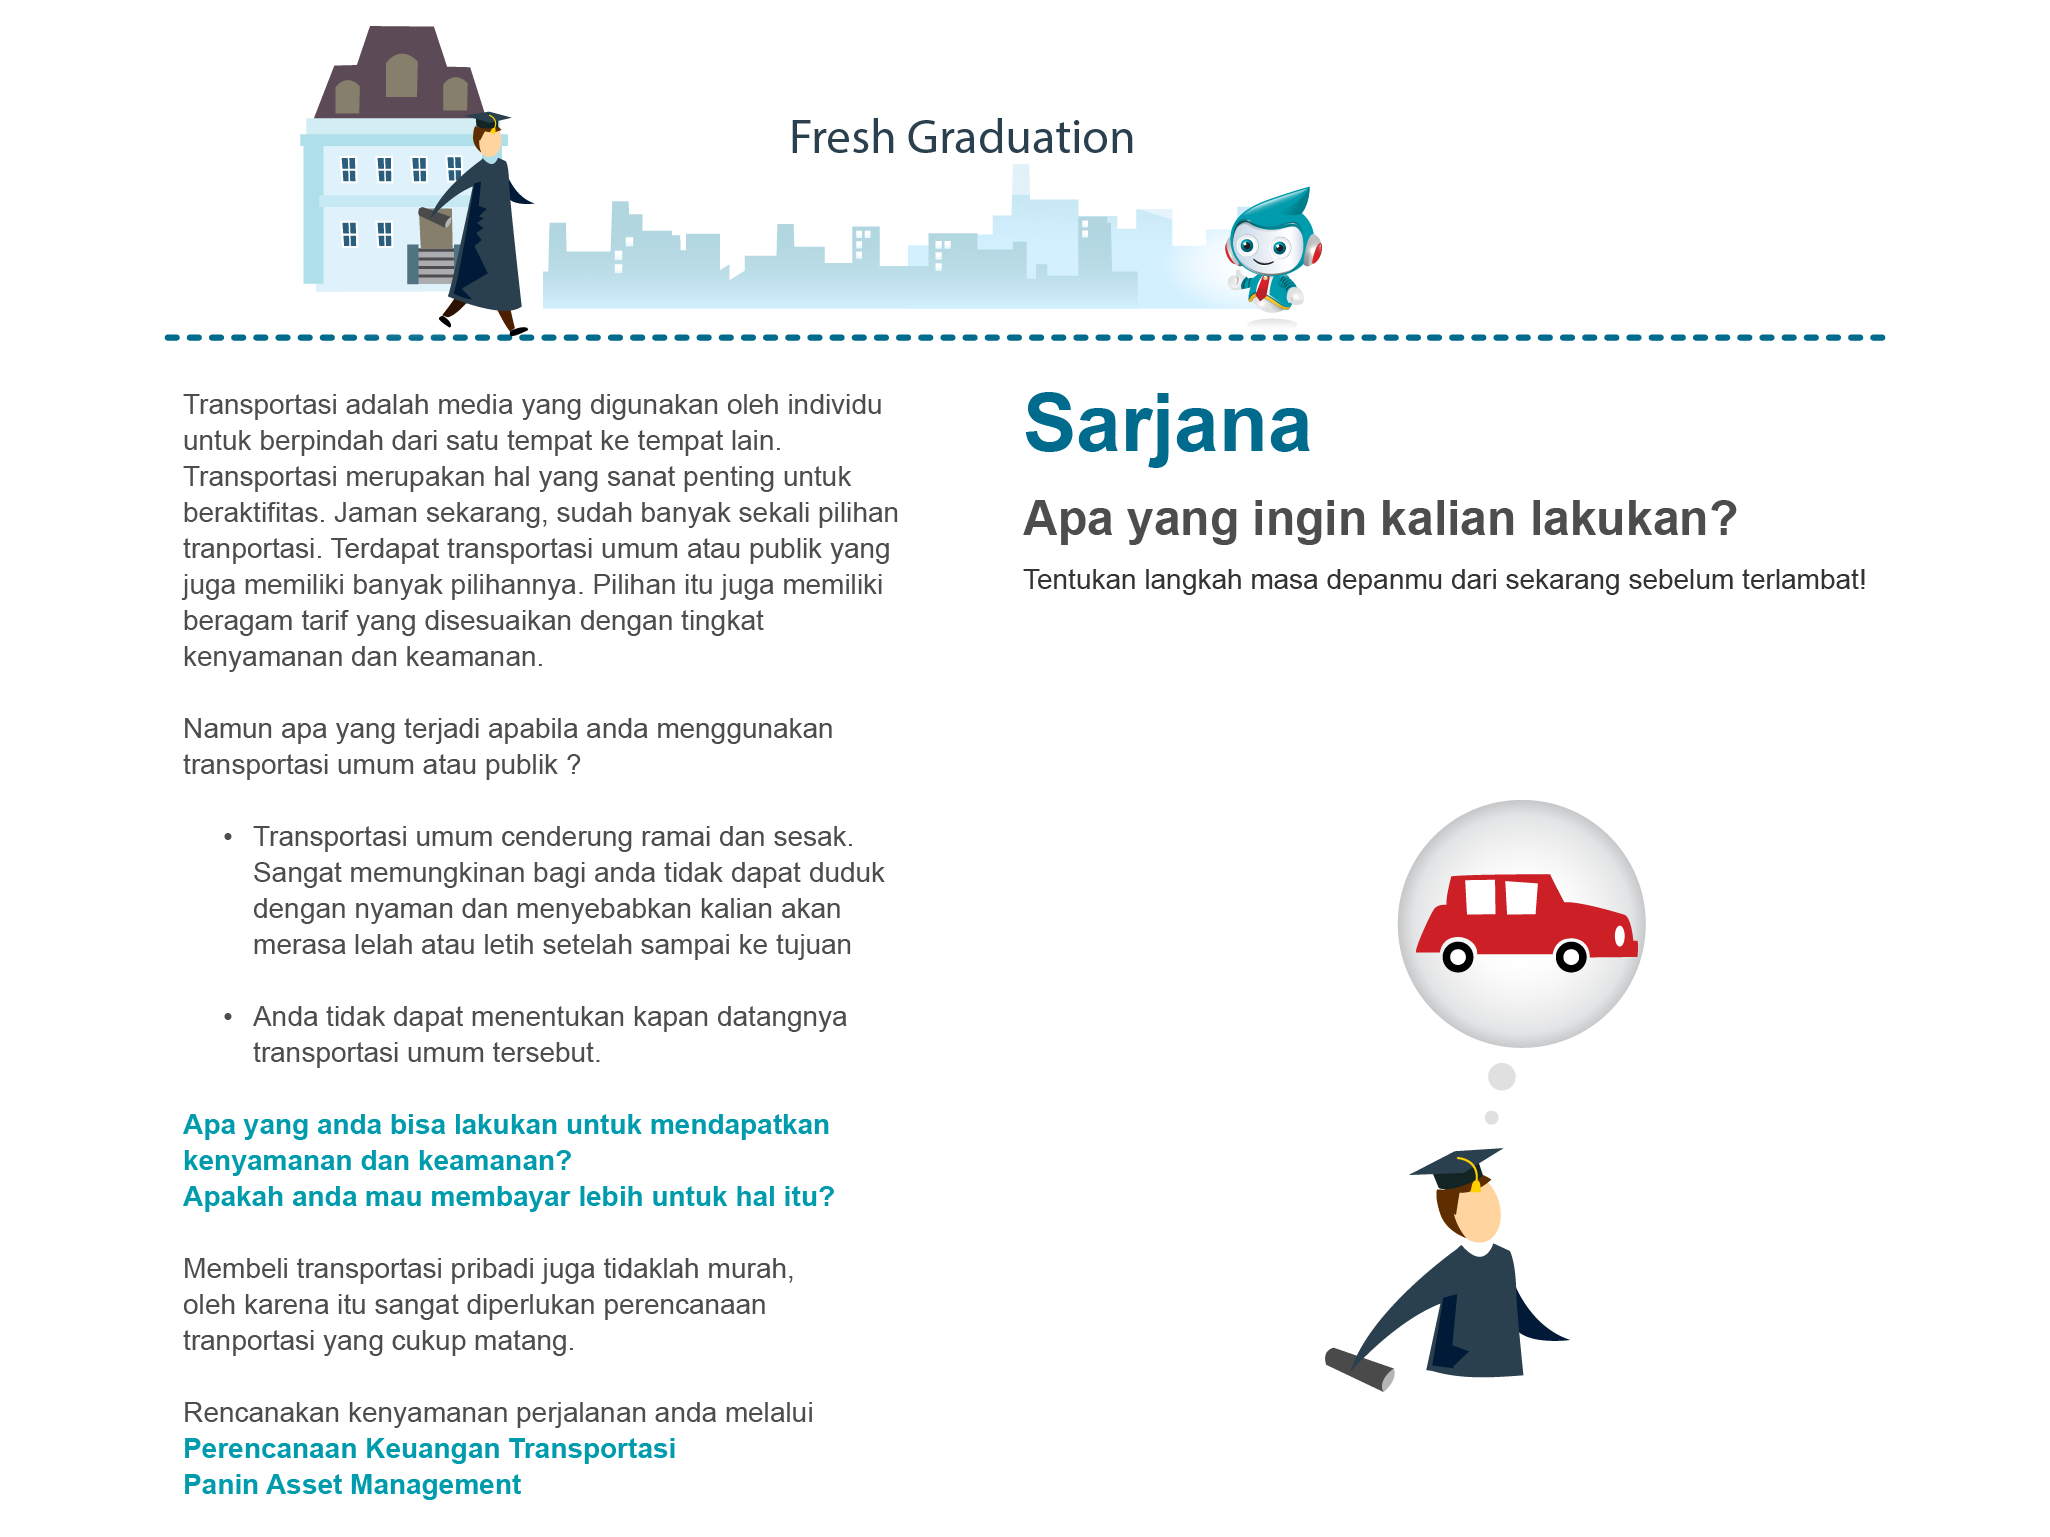 Fresh Graduation
Transportasi adalah media yang digunakan oleh individu
untuk berpindah dari satu tempat ke tempat lain.
Transportasi merupakan hal yang sanat penting untuk
beraktifitas. Jaman sekarang, sudah banyak sekali pilihan
tranportasi. Terdapat transportasi umum atau publik yang
juga memiliki banyak pilihannya. Pilihan itu juga memiliki
beragam tarif yang disesuaikan dengan tingkat
kenyamanan dan keamanan.
Namun apa yang terjadi apabila anda menggunakan
transportasi umum atau publik ?
• Transportasi umum cenderung ramai dan sesak.
Sangat memungkinan bagi anda tidak dapat duduk
dengan nyaman dan menyebabkan kalian akan
merasa lelah atau letih setelah sampai ke tujuan
• Anda tidak dapat menentukan kapan datangnya
transportasi umum tersebut.
Apa yang anda bisa lakukan untuk mendapatkan
kenyamanan dan keamanan?
Apakah anda mau membayar lebih untuk hal itu?
Membeli transportasi pribadi juga tidaklah murah,
oleh karena itu sangat diperlukan perencanaan
tranportasi yang cukup matang.
Rencanakan kenyamanan perjalanan anda melalui
Perencanaan Keuangan Transportasi
Panin Asset Management
Sarjana
Apa yang ingin kalian lakukan?
Tentukan langkah masa depanmu dari sekarang sebelum terlambat!